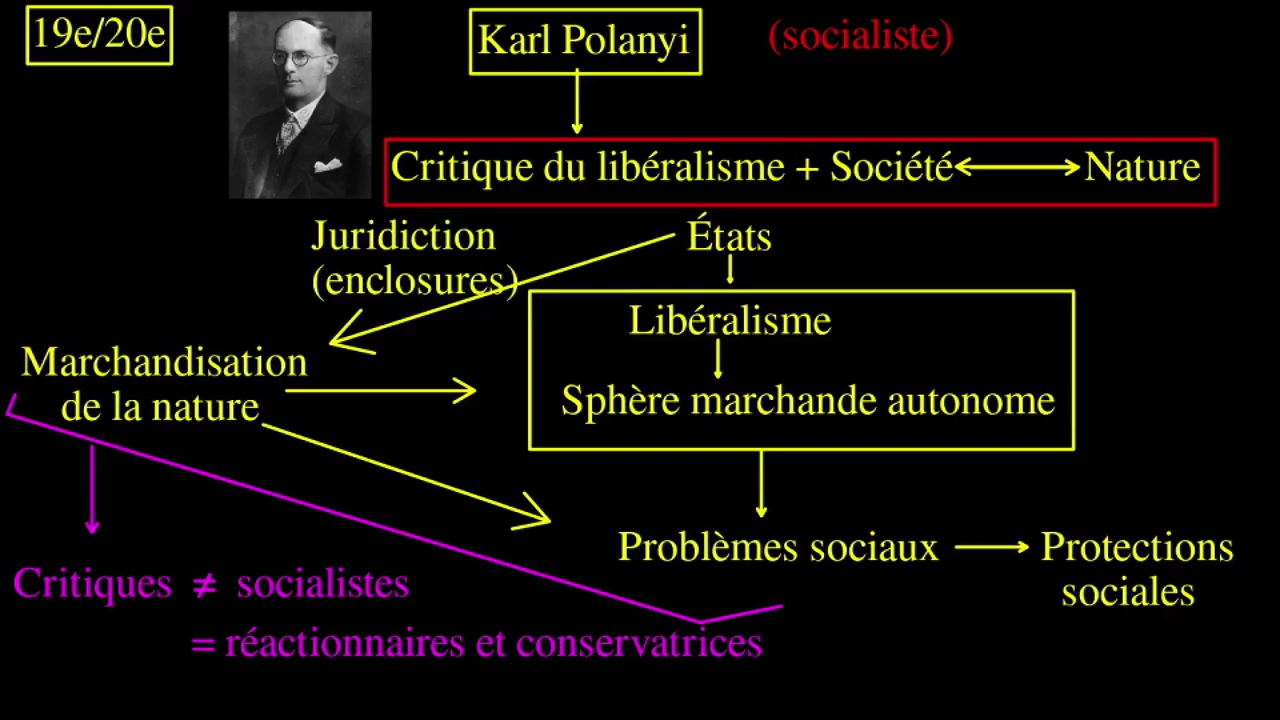 19e/20e
Karl Polanyi
(socialiste)
Critique du libéralisme + Société Nature
Juridiction
(enclosures)
États
Libéralisme
Sphère marchande autonome
Marchandisation
de la nature
Problèmes sociaux
Protections
sociales
Critiques ≠ socialistes
= réactionnaires et conservatrices